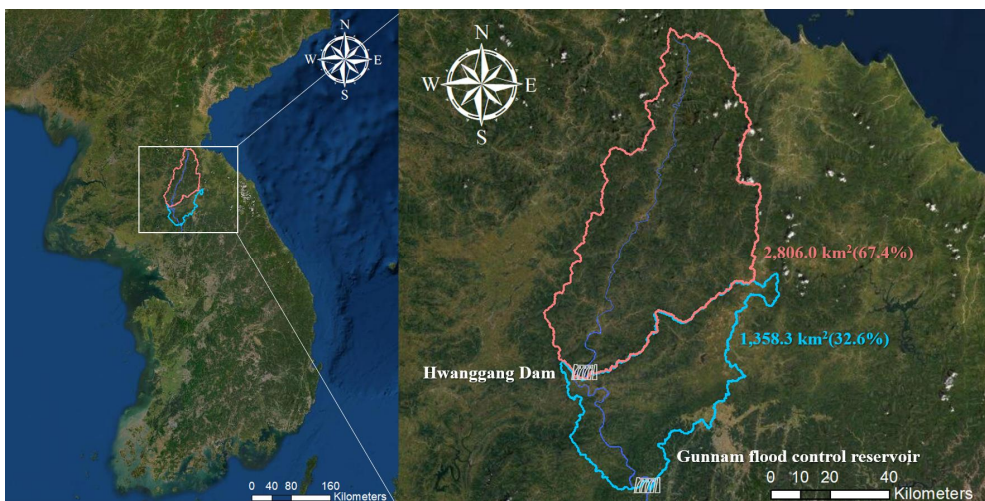 N
W E
S
0 40 80 160
Kilometers
N
W E
S
2,806.0 km²(67.4%)
1,358.3 km²(32.6%)
Hwanggang Dam
Gunnam flood control reservoir
0 10 20 40
Kilometers